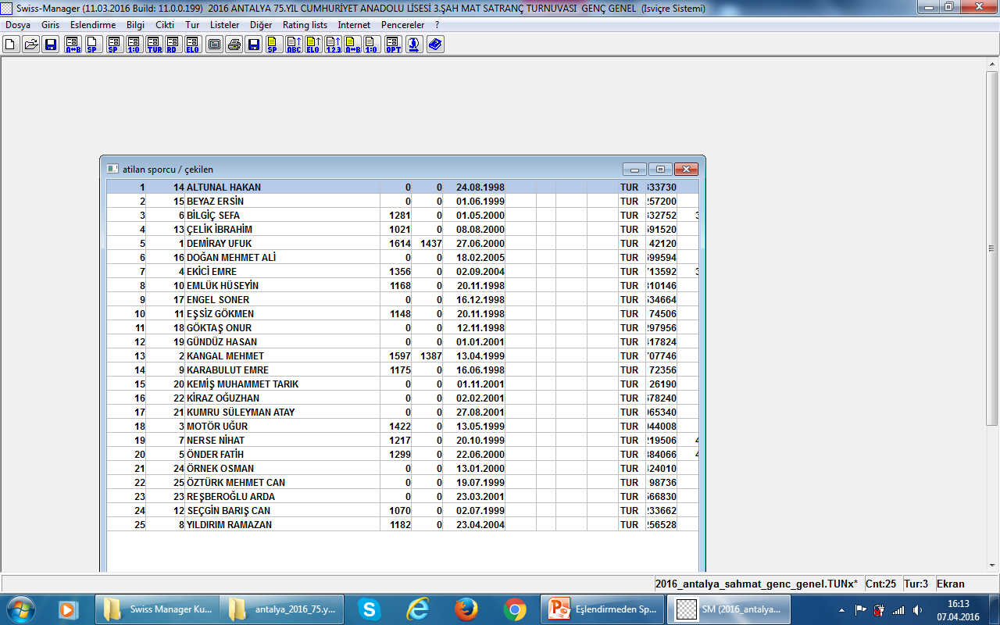 Swiss-Manager (11.03.2016 Build: 11.0.0.199) 2016 ANTALYA 75.YIL CUMHURİYET ANADOLU LİSESİ 3.ŞAH MAT SATRANÇ TURNUVASI GENÇ GENEL (İsviçre Sistemi)
Dosya Giris Eslendirme Bilgi Cikti Tur Listeler Diğer Rating lists Internet Pencereler ?
A-B SP SP 1:0 TUR RD ELO SP ABC ELO 1.2.3 A-B 1:0 OPT
atilan sporcu / çekilen
1 14 ALTUNAL HAKAN 0 0 24.08.1998 TUR 633730
2 15 BEYAZ ERSİN 0 0 01.06.1999 TUR 257200
3 6 BİLGİÇ SEFA 1281 0 01.05.2000 TUR 332752 3
4 13 ÇELİK İBRAHİM 1021 0 08.08.2000 TUR 691520
5 1 DEMİRAY UFUK 1614 1437 27.06.2000 TUR 42120
6 16 DOĞAN MEHMET ALİ 0 0 18.02.2005 TUR 699594
7 4 EKİCİ EMRE 1356 0 02.09.2004 TUR 713592 3
8 10 EMLÜK HÜSEYİN 1168 0 20.11.1998 TUR 310146
9 17 ENGEL SONER 0 0 16.12.1998 TUR 634664
10 11 EŞSİZ GÖKMEN 1148 0 20.11.1998 TUR 74506
11 18 GÖKTAŞ ONUR 0 0 12.11.1998 TUR 297956
12 19 GÜNDÜZ HASAN 0 0 01.01.2001 TUR 417824
13 2 KANGAL MEHMET 1597 1387 13.04.1999 TUR 707746
14 9 KARABULUT EMRE 1175 0 16.06.1998 TUR 72356
15 20 KEMİŞ MUHAMMET TARIK 0 0 01.11.2001 TUR 26190
16 22 KİRAZ OĞUZHAN 0 0 02.02.2001 TUR 678240
17 21 KUMRU SÜLEYMAN ATAY 0 0 27.08.2001 TUR 065340
18 3 MOTÖR UĞUR 1422 0 13.05.1999 TUR 944008
19 7 NERSE NİHAT 1217 0 20.10.1999 TUR 219506 4
20 5 ÖNDER FATİH 1299 0 22.06.2000 TUR 384066 4
21 24 ÖRNEK OSMAN 0 0 13.01.2000 TUR 424010
22 25 ÖZTÜRK MEHMET CAN 0 0 19.07.1999 TUR 98736
23 23 REŞBEROĞLU ARDA 0 0 23.03.2001 TUR 666830
24 12 SEÇGİN BARIŞ CAN 1070 0 02.07.1999 TUR 233662
25 8 YILDIRIM RAMAZAN 1182 0 23.04.2004 TUR 256528
2016_antalya_sahmat_genc_genel.TUNx* Cnt:25 Tur:3 Ekran
Swiss Manager Ku... antalya_2016_75.y... Eşlendirmeden Sp... SM (2016_antalya...
16:13
07.04.2016